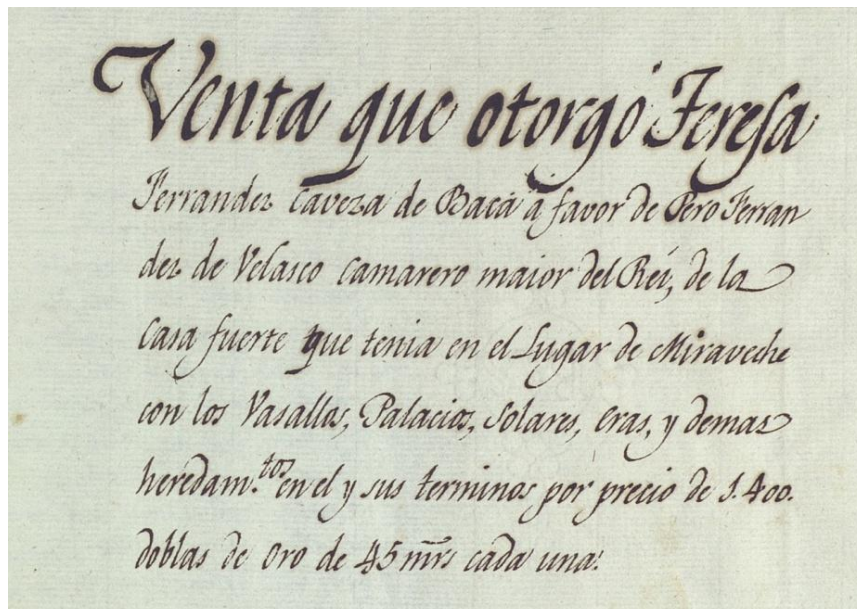 Venta que otorgó Teresa
Ferrandez Caveza de Baca á favor de Pero Ferran
dez de Velasco Camarero maior del Rèi, de la
Casa fuerte que tenia en el Lugar de Miraveche
con los Vasallos, Palacios, Solares, eras, y demas
heredam.tos en el y sus terminos por precio de 1.400.
doblas de oro de 45 mrs cada una.